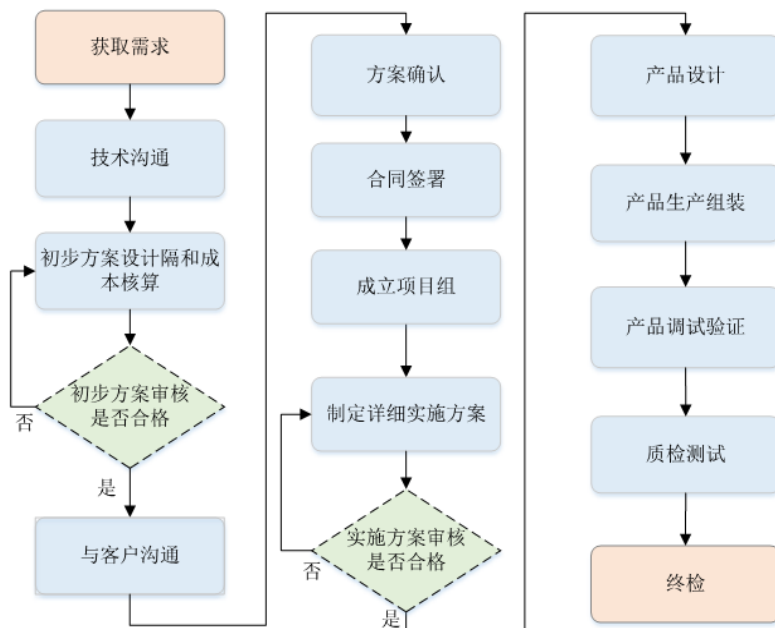 获取需求
技术沟通
初步方案设计隔和成
本核算
初步方案审核
是否合格
否
是
与客户沟通
方案确认
合同签署
成立项目组
制定详细实施方案
实施方案审核
是否合格
否
是
产品设计
产品生产组装
产品调试验证
质检测试
终检